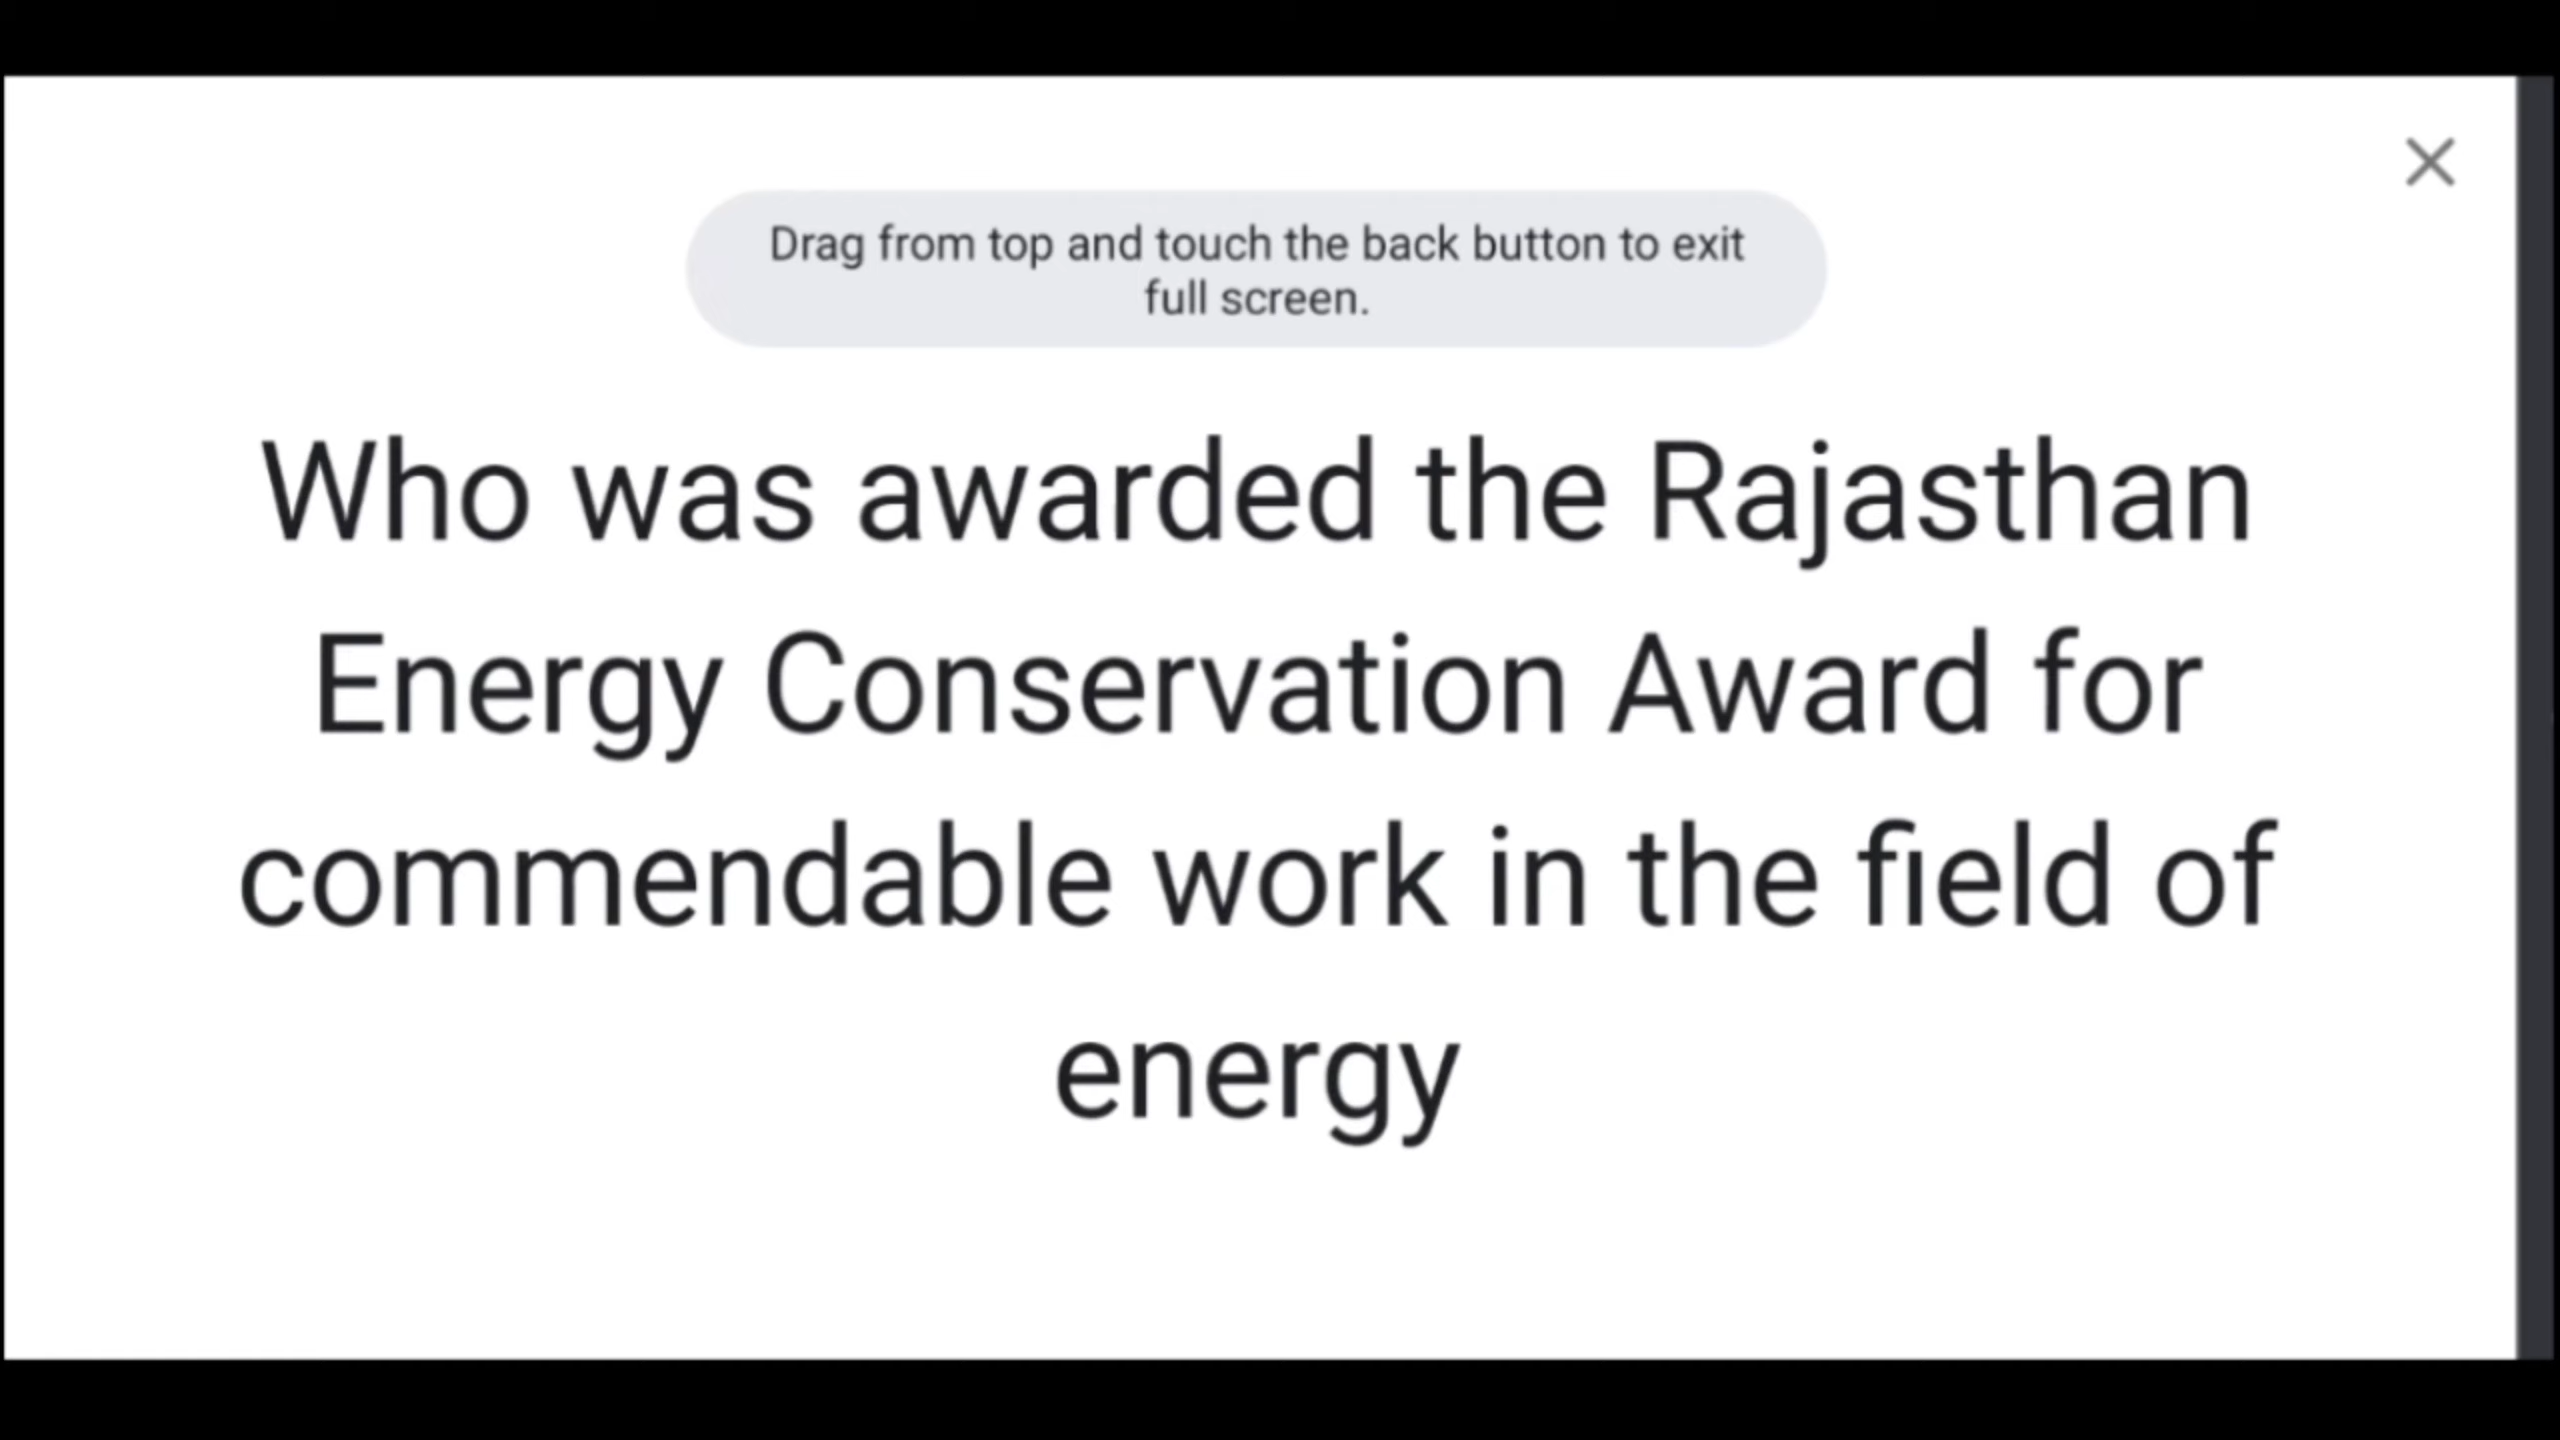 Drag from top and touch the back button to exit
full screen.
Who was awarded the Rajasthan
Energy Conservation Award for
commendable work in the field of
energy